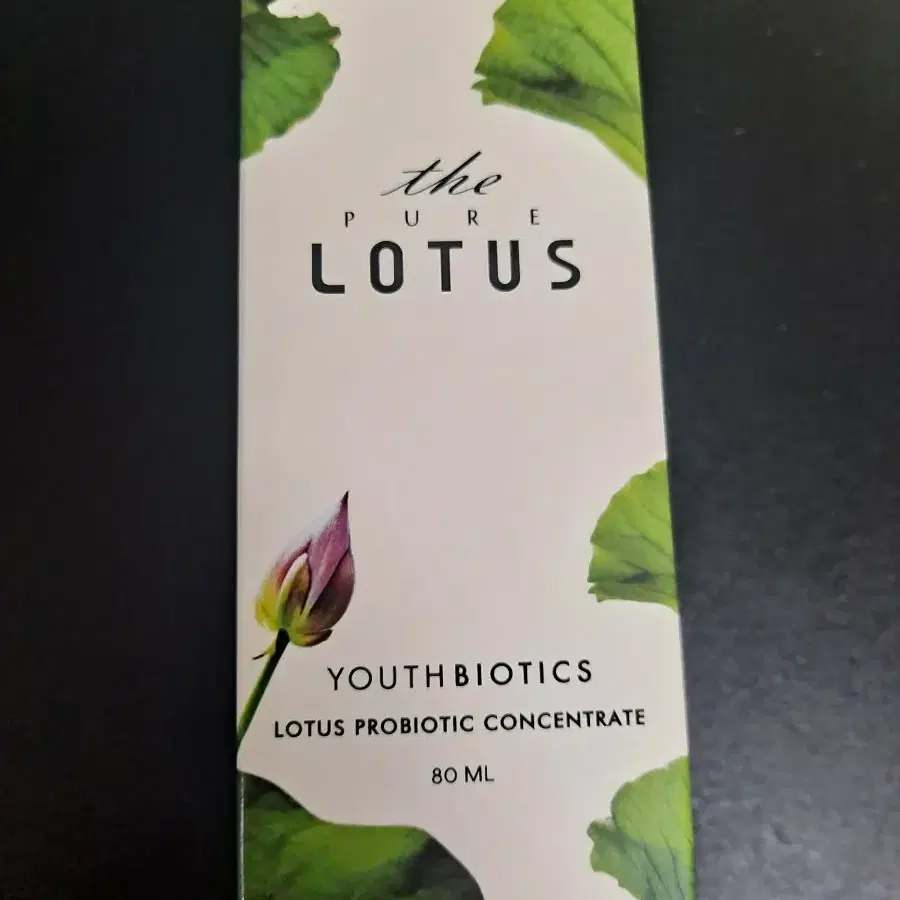 the
PURE
LOTUS
YOUTHBIOTICS
LOTUS PROBIOTIC CONCENTRATE
80 ML